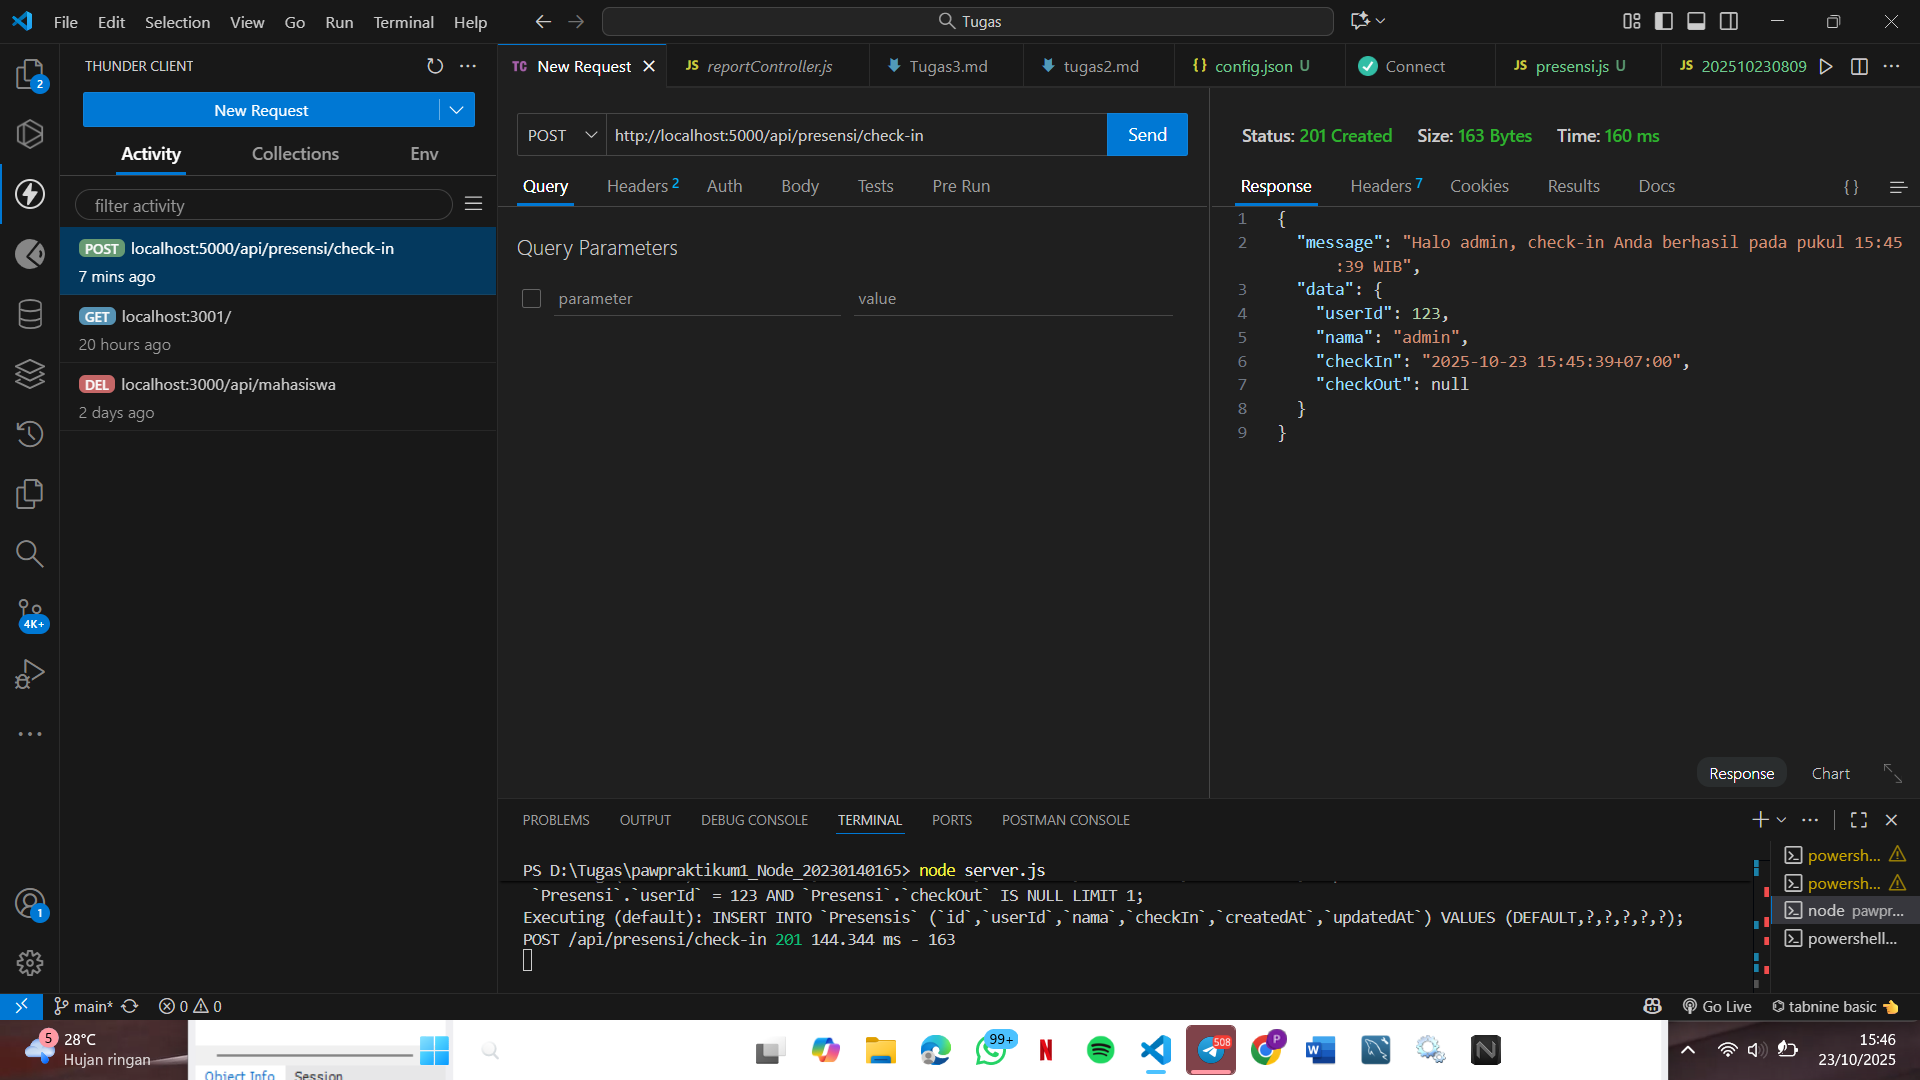 File Edit Selection View Go Run Terminal Help
Tugas
THUNDER CLIENT
New Request
Activity Collections Env
filter activity
POST localhost:5000/api/presensi/check-in
7 mins ago
GET localhost:3001/
20 hours ago
DEL localhost:3000/api/mahasiswa
2 days ago
2
4K+
1
TC New Request
JS reportController.js
Tugas3.md
tugas2.md
{} config.json U
Connect
JS presensi.js U
JS 202510230809
POST http://localhost:5000/api/presensi/check-in Send
Query Headers 2 Auth Body Tests Pre Run
Query Parameters
parameter value
Status: 201 Created Size: 163 Bytes Time: 160 ms
Response Headers 7 Cookies Results Docs { }
1 {
2 "message": "Halo admin, check-in Anda berhasil pada pukul 15:45
:39 WIB",
3 "data": {
4 "userId": 123,
5 "nama": "admin",
6 "checkIn": "2025-10-23 15:45:39+07:00",
7 "checkOut": null
8 }
9 }
Response Chart
PROBLEMS OUTPUT DEBUG CONSOLE TERMINAL PORTS POSTMAN CONSOLE
PS D:\Tugas\pawpraktikum1_Node_20230140165> node server.js
`Presensi`.`userId` = 123 AND `Presensi`.`checkOut` IS NULL LIMIT 1;
Executing (default): INSERT INTO `Presensis` (`id`,`userId`,`nama`,`checkIn`,`createdAt`,`updatedAt`) VALUES (DEFAULT,?,?,?,?,?);
POST /api/presensi/check-in 201 144.344 ms - 163
powersh...
powersh...
node pawpr...
powershell...
main* 0 0
Go Live tabnine basic
5
28°C
Hujan ringan
Object Info Session
99+
508
P
15:46
23/10/2025